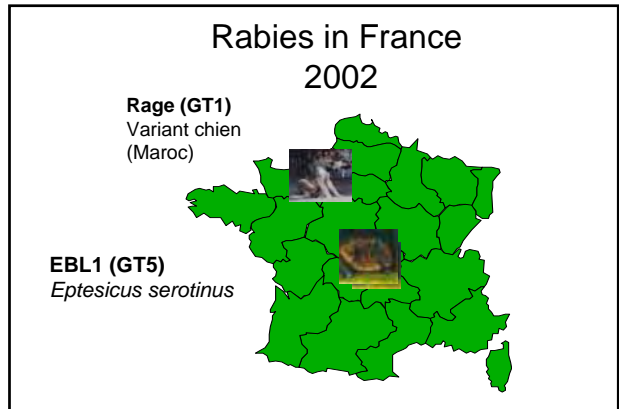 Rabies in France
2002
Rage (GT1)
Variant chien
(Maroc)
EBL1 (GT5)
Eptesicus serotinus